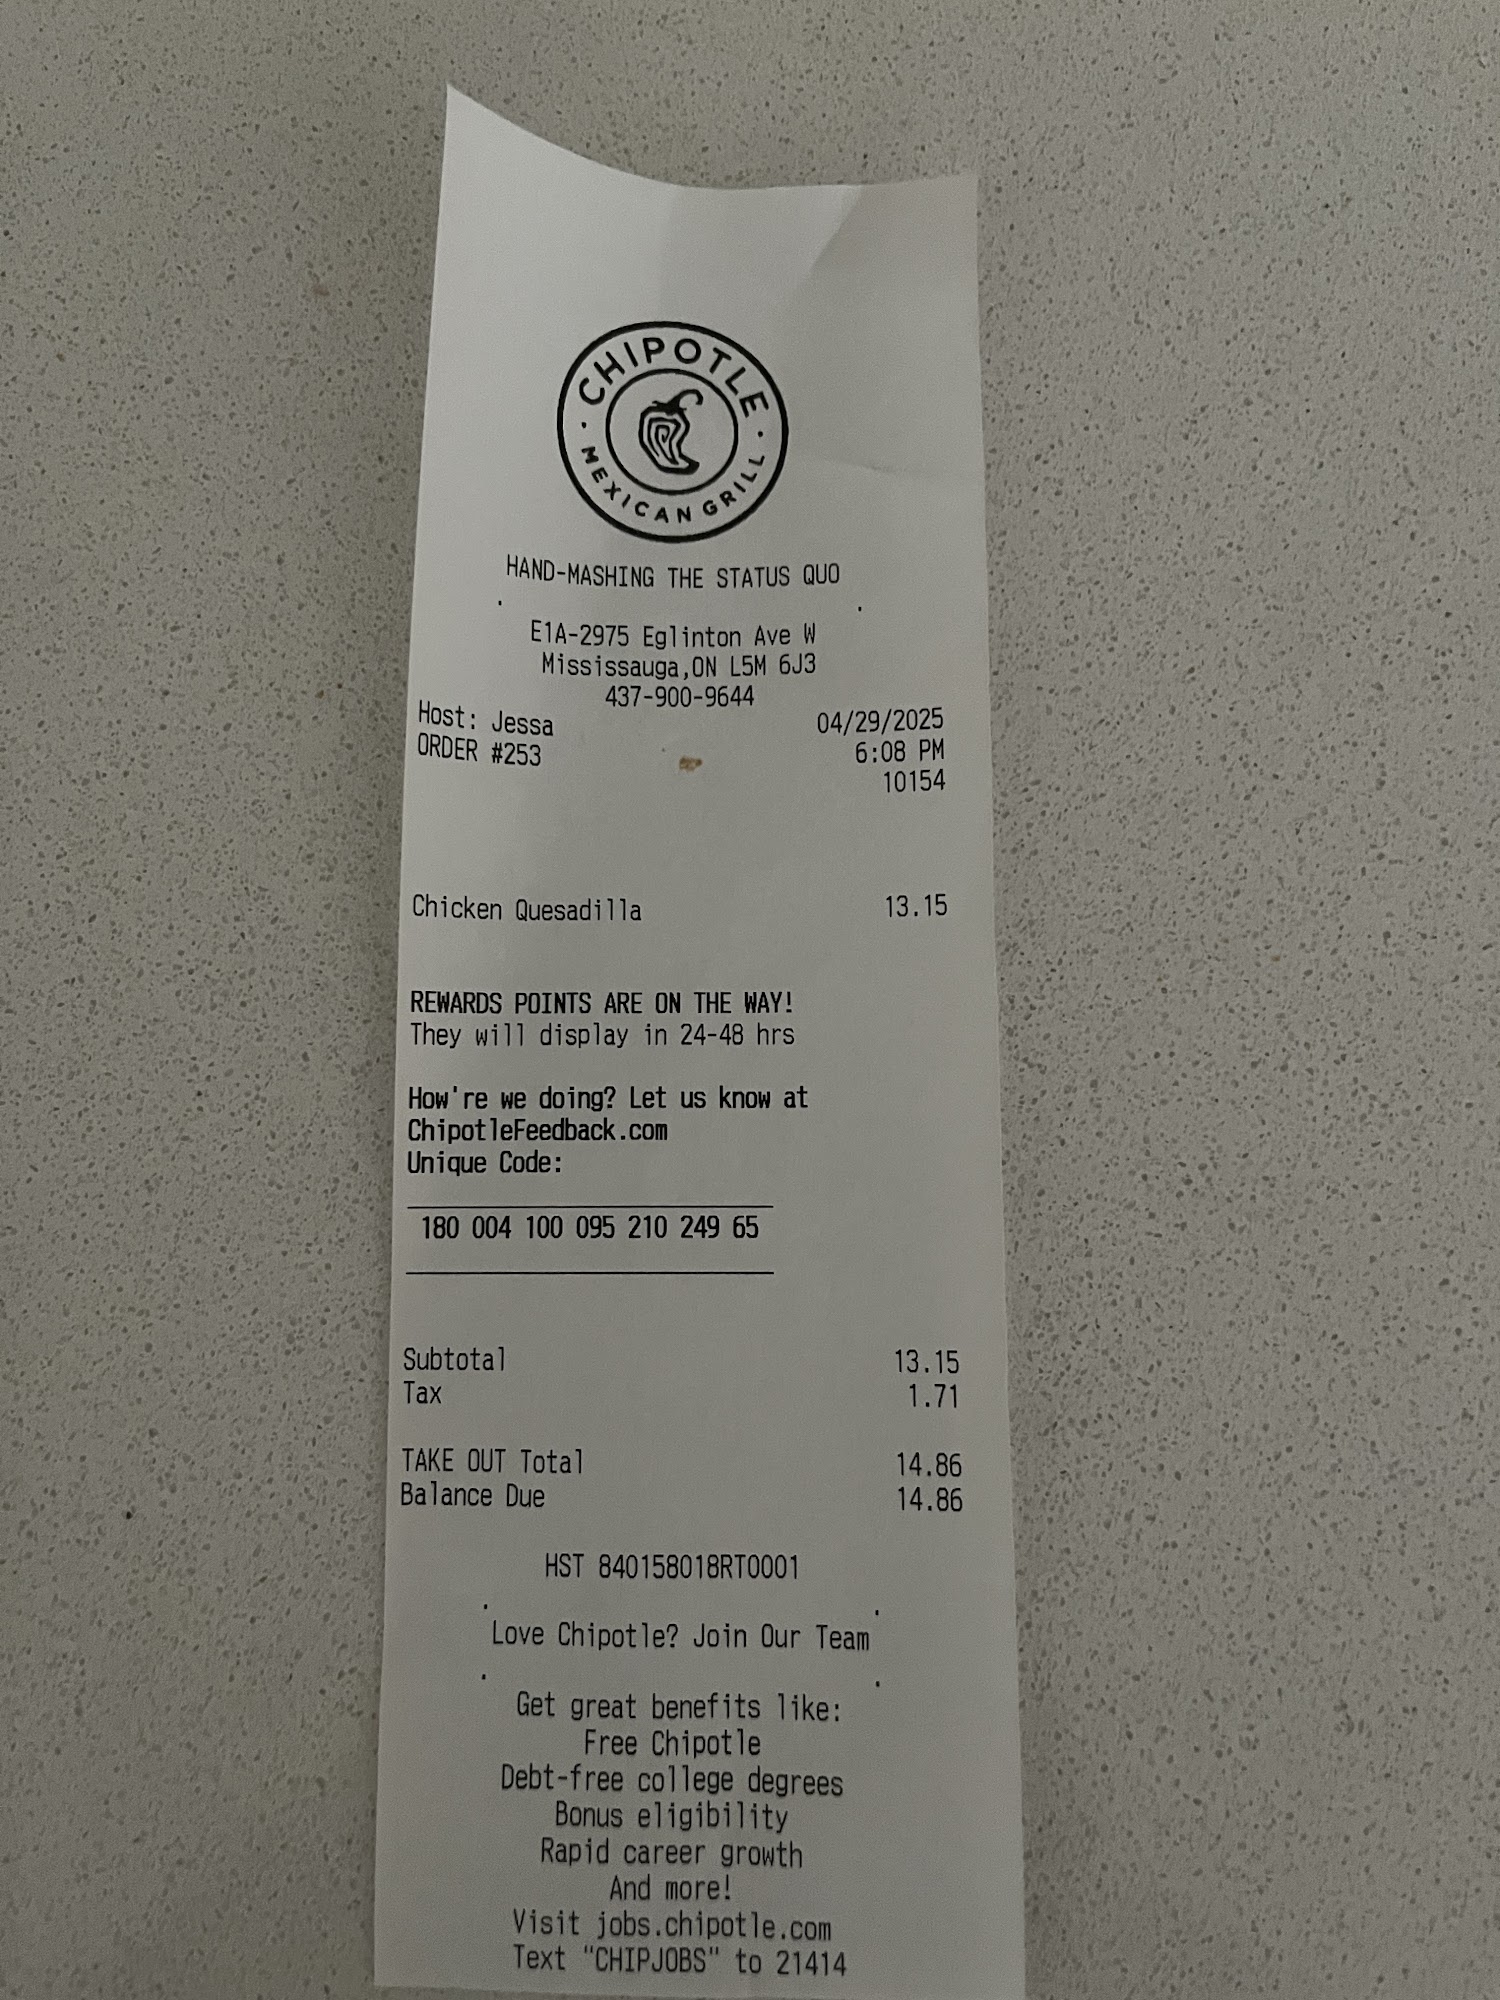 CHIPOTLE
MEXICAN GRILL
HAND-MASHING THE STATUS QUO
E1A-2975 Eglinton Ave W
Mississauga,ON L5M 6J3
437-900-9644
Host: Jessa 04/29/2025
ORDER #253 6:08 PM
10154
Chicken Quesadilla 13.15
REWARDS POINTS ARE ON THE WAY!
They will display in 24-48 hrs
How're we doing? Let us know at
ChipotleFeedback.com
Unique Code:
180 004 100 095 210 249 65
Subtotal 13.15
Tax 1.71
TAKE OUT Total 14.86
Balance Due 14.86
HST 840158018RT0001
Love Chipotle? Join Our Team
Get great benefits like:
Free Chipotle
Debt-free college degrees
Bonus eligibility
Rapid career growth
And more!
Visit jobs.chipotle.com
Text "CHIPJOBS" to 21414